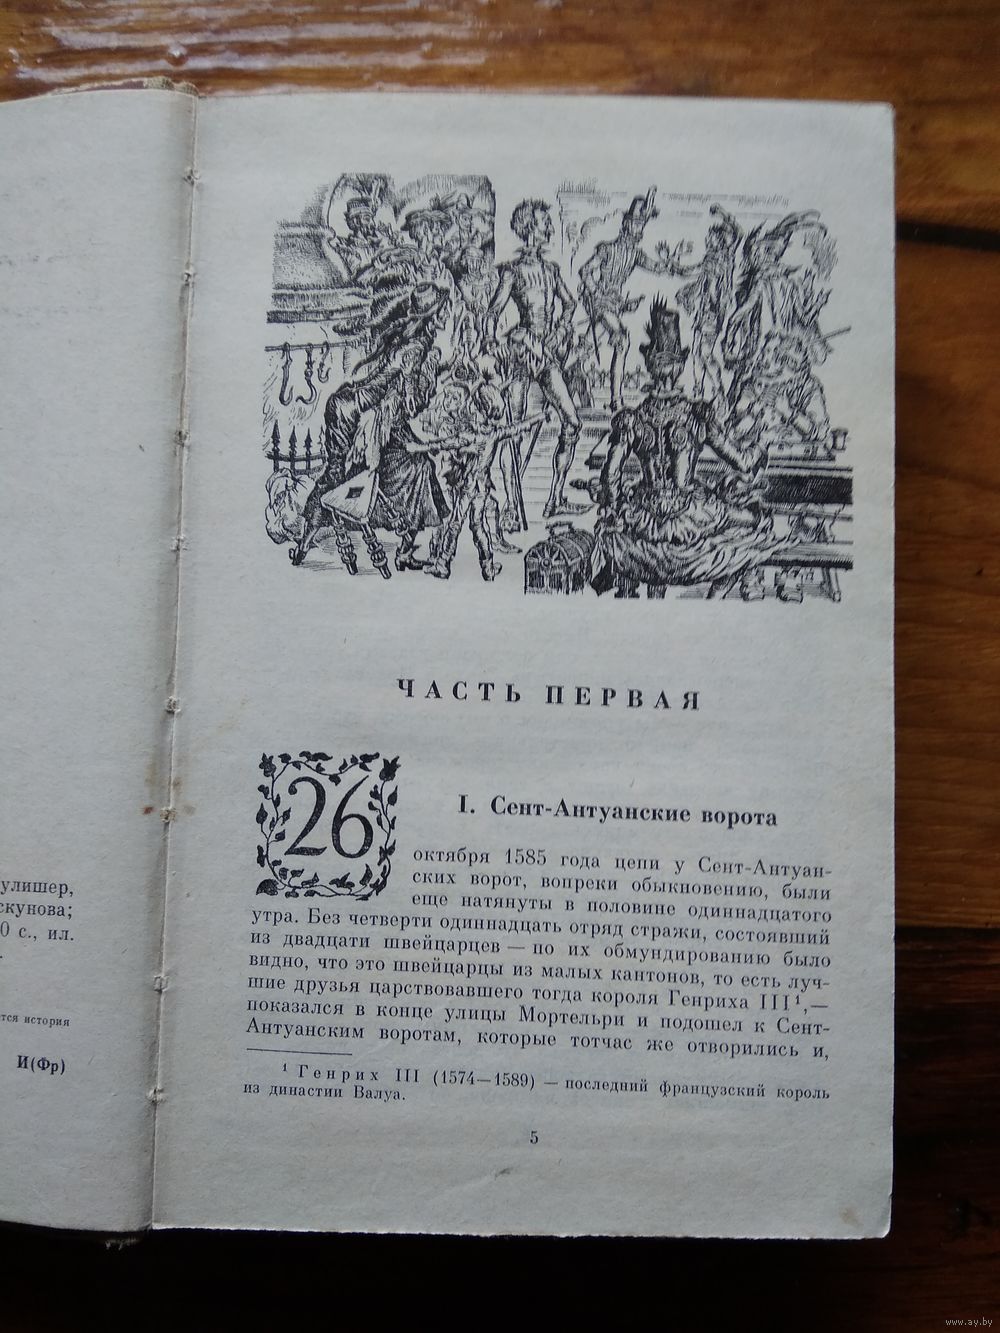 улишер,
скунова;
0 с., ил.
тся история
И(Фр)
ЧАСТЬ ПЕРВАЯ
I. Сент-Антуанские ворота
26
октября 1585 года цепи у Сент-Антуан-
ских ворот, вопреки обыкновению, были
еще натянуты в половине одиннадцатого
утра. Без четверти одиннадцать отряд стражи, состоявший
из двадцати швейцарцев — по их обмундированию было
видно, что это швейцарцы из малых кантонов, то есть луч-
шие друзья царствовавшего тогда короля Генриха III¹,—
показался в конце улицы Мортельри и подошел к Сент-
Антуанским воротам, которые тотчас же отворились и,
¹ Генрих III (1574—1589) — последний французский король
из династии Валуа.
5
www.ay.by